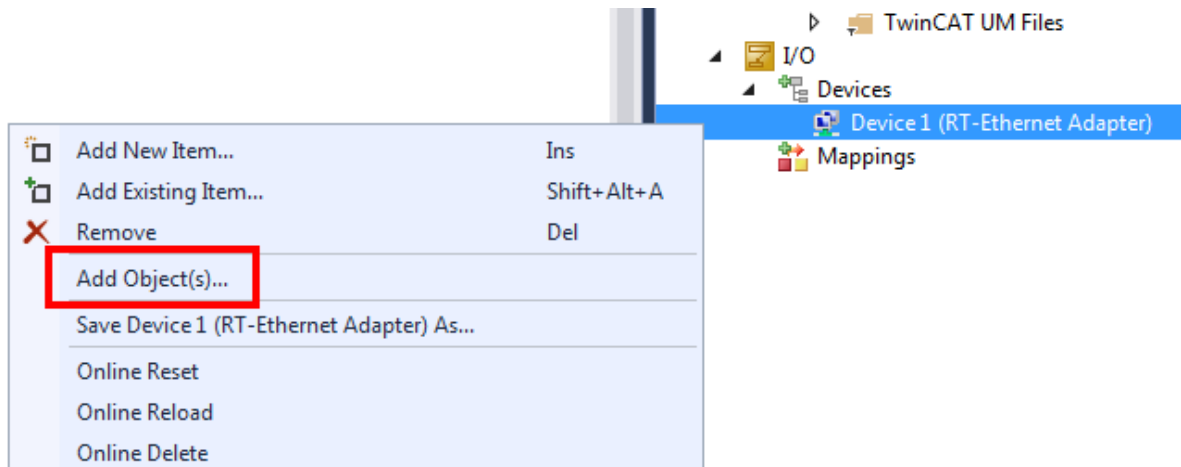 TwinCAT UM Files
I/O
Devices
Device 1 (RT-Ethernet Adapter)
Mappings
Add New Item... Ins
Add Existing Item... Shift+Alt+A
Remove Del
Add Object(s)...
Save Device 1 (RT-Ethernet Adapter) As...
Online Reset
Online Reload
Online Delete